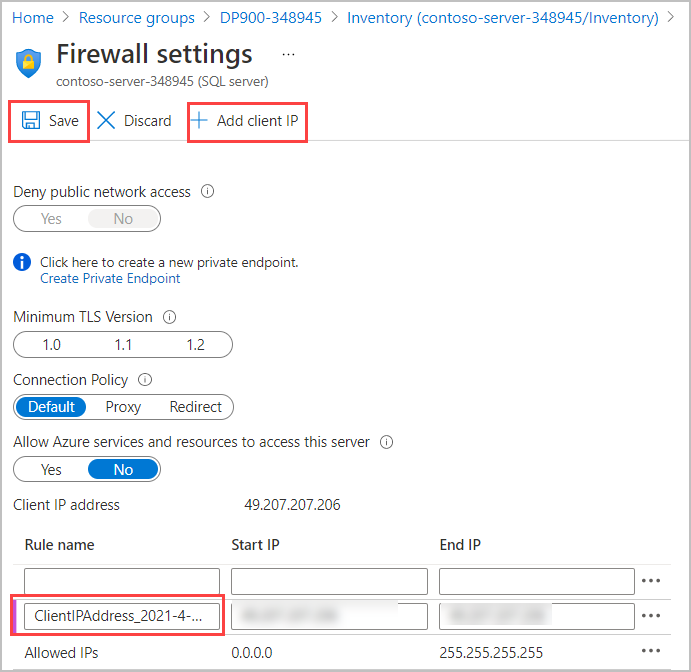 Home > Resource groups > DP900-348945 > Inventory (contoso-server-348945/Inventory) >
Firewall settings ...
contoso-server-348945 (SQL server)
Save Discard Add client IP
Deny public network access
Yes No
Click here to create a new private endpoint.
Create Private Endpoint
Minimum TLS Version
1.0 1.1 1.2
Connection Policy
Default Proxy Redirect
Allow Azure services and resources to access this server
Yes No
Client IP address 49.207.207.206
Rule name Start IP End IP
ClientIPAddress_2021-4-...
Allowed IPs 0.0.0.0 255.255.255.255